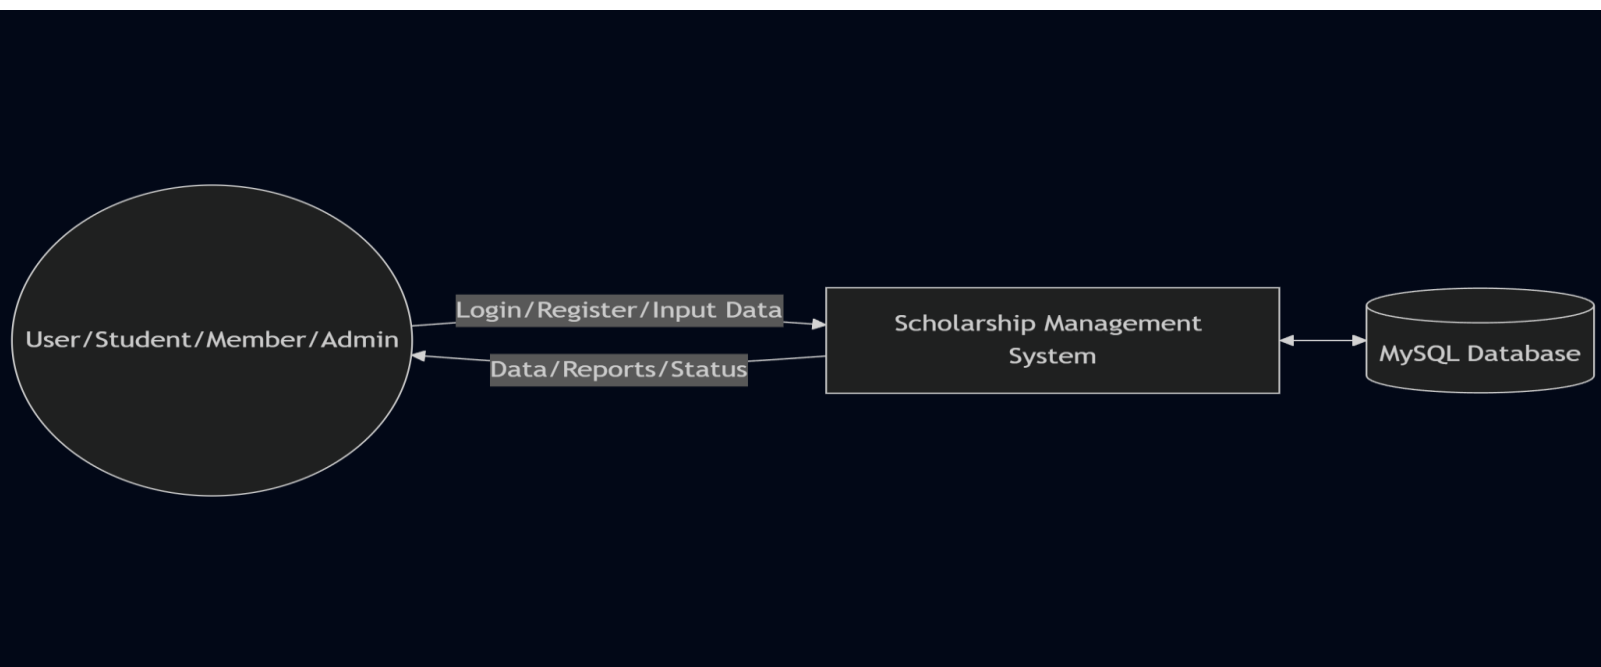 User/Student/Member/Admin
Login/Register/Input Data
Data/Reports/Status
Scholarship Management
System
MySQL Database